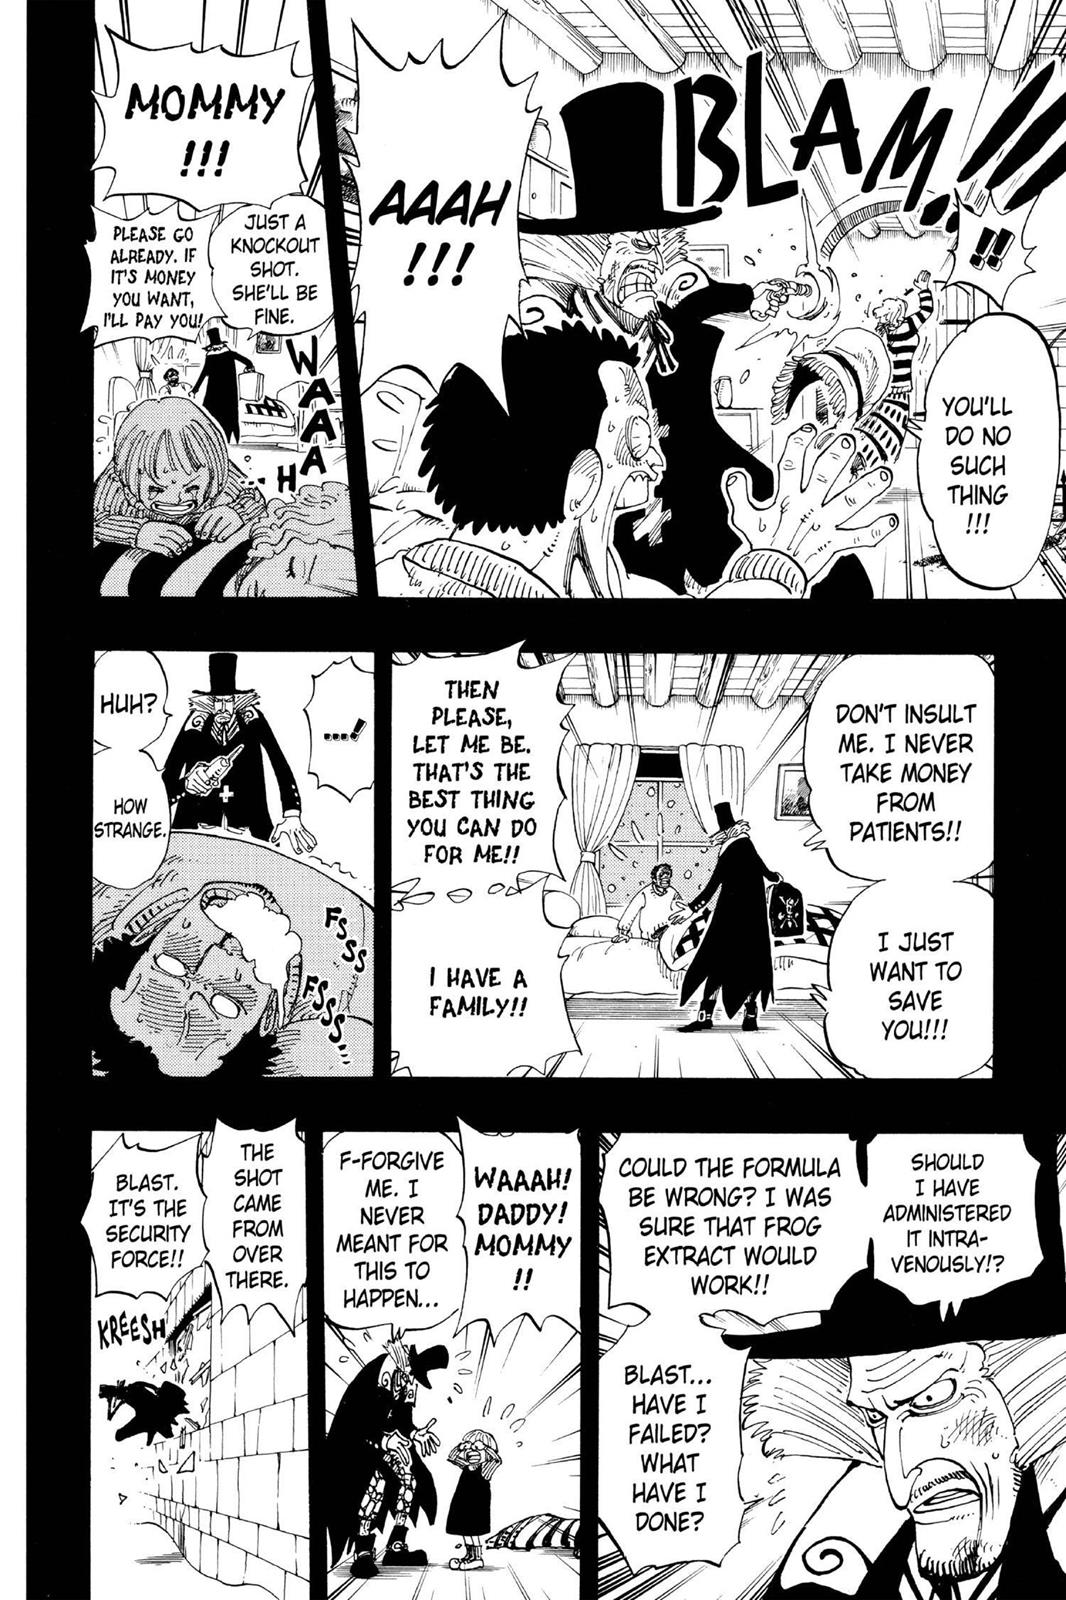 BLAM...!!!!
!!
YOU'LL
DO NO
SUCH
THING
!!!
AAAH
!!!
MOMMY
!!!
JUST A
KNOCKOUT
SHOT.
SHE'LL BE
FINE.
PLEASE GO
ALREADY. IF
IT'S MONEY
YOU WANT,
I'LL PAY YOU!
WAAAAH
DON'T INSULT
ME. I NEVER
TAKE MONEY
FROM
PATIENTS!!
I JUST
WANT TO
SAVE
YOU!!!
THEN
PLEASE,
LET ME BE.
THAT'S THE
BEST THING
YOU CAN DO
FOR ME!!
I HAVE A
FAMILY!!
....!
HUH?
HOW
STRANGE.
FSSS
FSSSS...
SHOULD
I HAVE
ADMINISTERED
IT INTRA-
VENOUSLY!?
COULD THE FORMULA
BE WRONG? I WAS
SURE THAT FROG
EXTRACT WOULD
WORK!!
BLAST...
HAVE I
FAILED?
WHAT
HAVE I
DONE?
WAAAH!
DADDY!
MOMMY
!!
F-FORGIVE
ME. I
NEVER
MEANT FOR
THIS TO
HAPPEN...
THE
SHOT
CAME
FROM
OVER
THERE.
BLAST.
IT'S THE
SECURITY
FORCE!!
KREESH